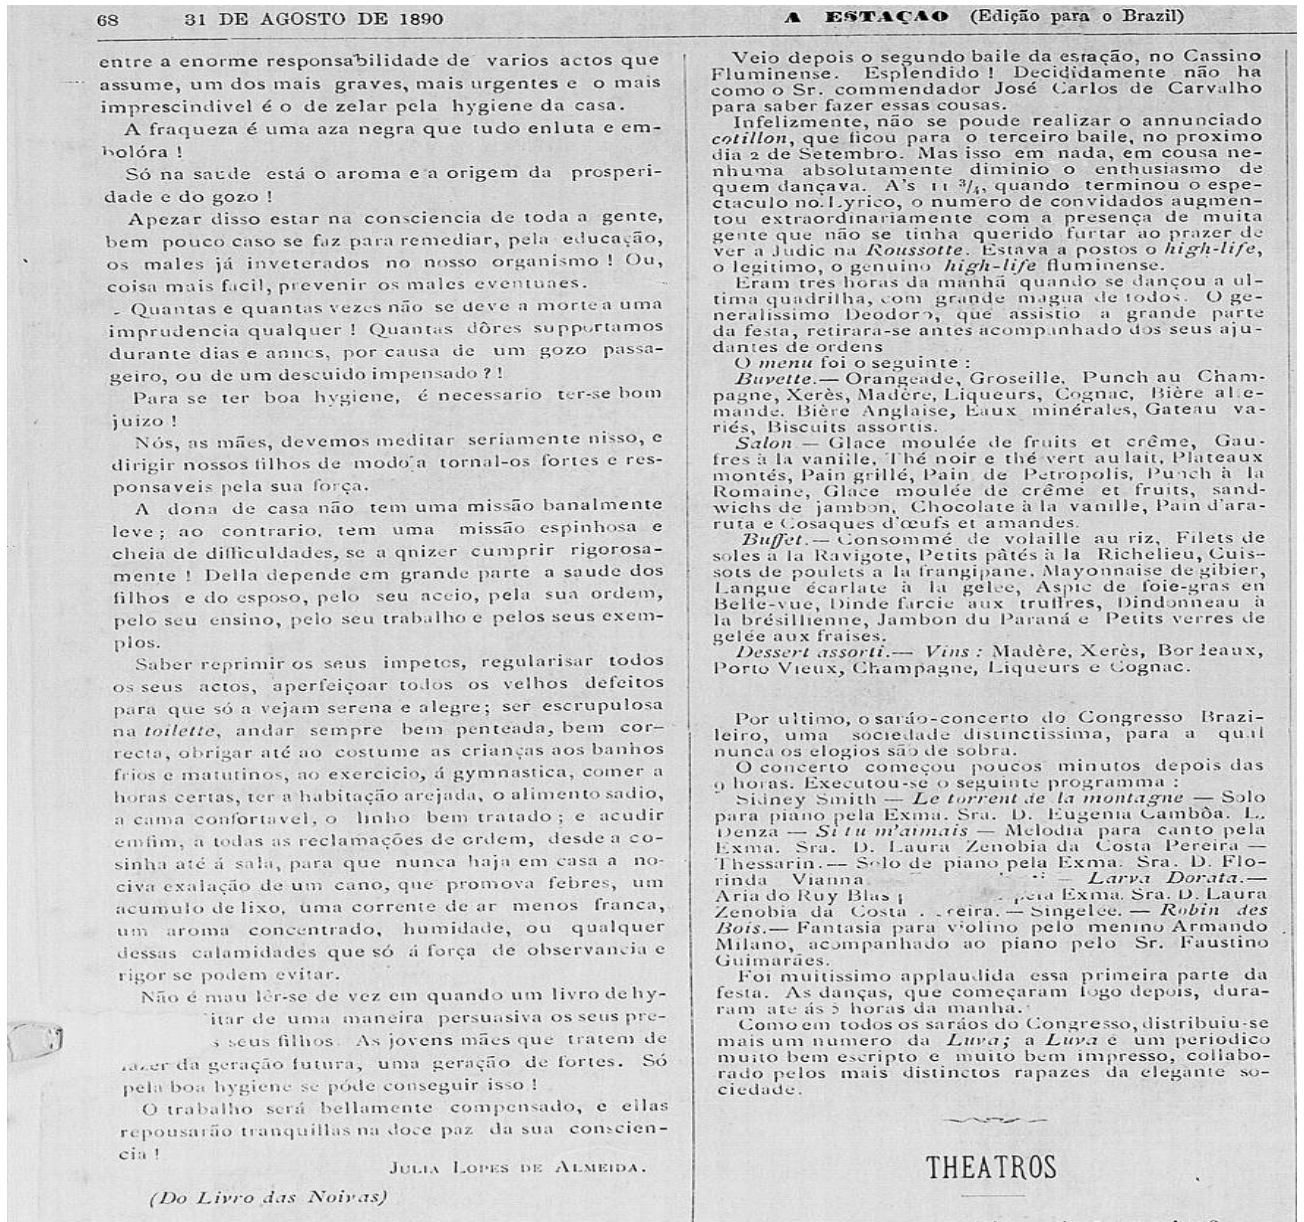 68 31 DE AGOSTO DE 1890 A ESTAÇAO (Edição para o Brazil)
entre a enorme responsabilidade de varios actos que
assume, um dos mais graves, mais urgentes e o mais
imprescindivel é o de zelar pela hygiene da casa.
A fraqueza é uma aza negra que tudo enluta e em-
bolóra !
Só na saude está o aroma e a origem da prosperi-
dade e do gozo !
Apezar disso estar na consciencia de toda a gente,
bem pouco caso se faz para remediar, pela educação,
os males já inveterados no nosso organismo ! Ou,
coisa mais facil, prevenir os males eventuaes.
Quantas e quantas vezes não se deve a morte a uma
imprudencia qualquer ! Quantas dôres supportamos
durante dias e annos, por causa de um gozo passa-
geiro, ou de um descuido impensado ? !
Para se ter boa hygiene, é necessario ter-se bom
juizo !
Nós, as mães, devemos meditar seriamente nisso, e
dirigir nossos filhos de modo a tornal-os fortes e res-
ponsaveis pela sua força.
A dona de casa não tem uma missão banalmente
leve ; ao contrario, tem uma missão espinhosa e
cheia de difficuldades, se a qnizer cumprir rigorosa-
mente ! Della depende em grande parte a saude dos
filhos e do esposo, pelo seu aceio, pela sua ordem,
pelo seu ensino, pelo seu trabalho e pelos seus exem-
plos.
Saber reprimir os seus impetos, regularisar todos
os seus actos, aperfeiçoar todos os velhos defeitos
para que só a vejam serena e alegre; ser escrupulosa
na toilette, andar sempre bem penteada, bem cor-
recta, obrigar até ao costume as crianças aos banhos
frios e matutinos, ao exercicio, á gymnastica, comer a
horas certas, ter a habitação arejada, o alimento sadio,
a cama confortavel, o linho bem tratado ; e acudir
emfim, a todas as reclamações de ordem, desde a co-
sinha até á sala, para que nunca haja em casa a no-
civa exalação de um cano, que promova febres, um
acumulo de lixo, uma corrente de ar menos franca,
um aroma concentrado, humidade, ou qualquer
dessas calamidades que só á força de observancia e
rigor se podem evitar.
Não é mau lêr-se de vez em quando um livro de hy-
itar de uma maneira persuasiva os seus pre-
s seus filhos. As jovens mães que tratem de
fazer da geração futura, uma geração de fortes. Só
pela boa hygiene se póde conseguir isso !
O trabalho será bellamente compensado, e ellas
repousarão tranquillas na doce paz da sua conscien-
cia !
JULIA LOPES DE ALMEIDA.
(Do Livro das Noivas)
Veio depois o segundo baile da estação, no Cassino
Fluminense. Esplendido ! Decididamente não ha
como o Sr. commendador José Carlos de Carvalho
para saber fazer essas cousas.
Infelizmente, não se poude realizar o annunciado
cotillon, que ficou para o terceiro baile, no proximo
dia 2 de Setembro. Mas isso em nada, em cousa ne-
nhuma absolutamente diminio o enthusiasmo de
quem dançava. A's 11 3/4, quando terminou o espe-
ctaculo no Lyrico, o numero de convidados augmen-
tou extraordinariamente com a presença de muita
gente que não se tinha querido furtar ao prazer de
ver a Judic na Roussotte. Estava a postos o high-life,
o legitimo, o genuino high-life fluminense.
Eram tres horas da manhã quando se dançou a ul-
tima quadrilha, com grande magua de todos. O ge-
neralissimo Deodoro, que assistio a grande parte
da festa, retirara-se antes acompanhado dos seus aju-
dantes de ordens
O menu foi o seguinte :
Buvette.— Orangeade, Groseille, Punch au Cham-
pagne, Xerès, Madère, Liqueurs, Cognac, Bière alle-
mande. Bière Anglaise, Eaux minérales, Gateau va-
riés, Biscuits assortis.
Salon — Glace moulée de fruits et crême, Gau-
fres à la vanille, Thé noir e thé vert au lait, Plateaux
montés, Pain grillé, Pain de Petropolis, Punch à la
Romaine, Glace moulée de crême et fruits, sand-
wichs de jambon, Chocolate à la vanille, Pain d'ara-
ruta e Cosaques d'œufs et amandes.
Buffet.— Consommé de volaille au riz, Filets de
soles à la Ravigote, Petits pâtés à la Richelieu, Cuis-
sots de poulets a la frangipane, Mayonnaise de gibier,
Langue écarlate à la gelée, Aspic de foie-gras en
Belle-vue, Dinde farcie aux truffres, Dindonneau à
la brésillienne, Jambon du Paraná e Petits verres de
gelée aux fraises.
Dessert assorti.— Vins : Madère, Xerès, Bordeaux,
Porto Vieux, Champagne, Liqueurs e Cognac.
Por ultimo, o saráo-concerto do Congresso Brazi-
leiro, uma sociedade distinctissima, para a qual
nunca os elogios são de sobra.
O concerto começou poucos minutos depois das
9 horas. Executou-se o seguinte programma :
Sidney Smith — Le torrent de la montagne — Solo
para piano pela Exma. Sra. D. Eugenia Cambôa. L.
Denza — Si tu m'aimais — Melodia para canto pela
Exma. Sra. D. Laura Zenobia da Costa Pereira —
Thessarin.— Solo de piano pela Exma. Sra. D. Flo-
rinda Vianna — Larva Dorata.—
Aria do Ruy Blas pela Exma. Sra. D. Laura
Zenobia da Costa reira. — Singelée. — Robin des
Bois.— Fantasia para violino pelo menino Armando
Milano, acompanhado ao piano pelo Sr. Faustino
Guimarães.
Foi muitissimo applaudida essa primeira parte da
festa. As danças, que começaram logo depois, dura-
ram até ás 5 horas da manha.
Como em todos os saráos do Congresso, distribuiu-se
mais um numero da Luva; a Luva e um periodico
muito bem escripto e muito bem impresso, collabo-
rado pelos mais distinctos rapazes da elegante so-
ciedade.
THEATROS